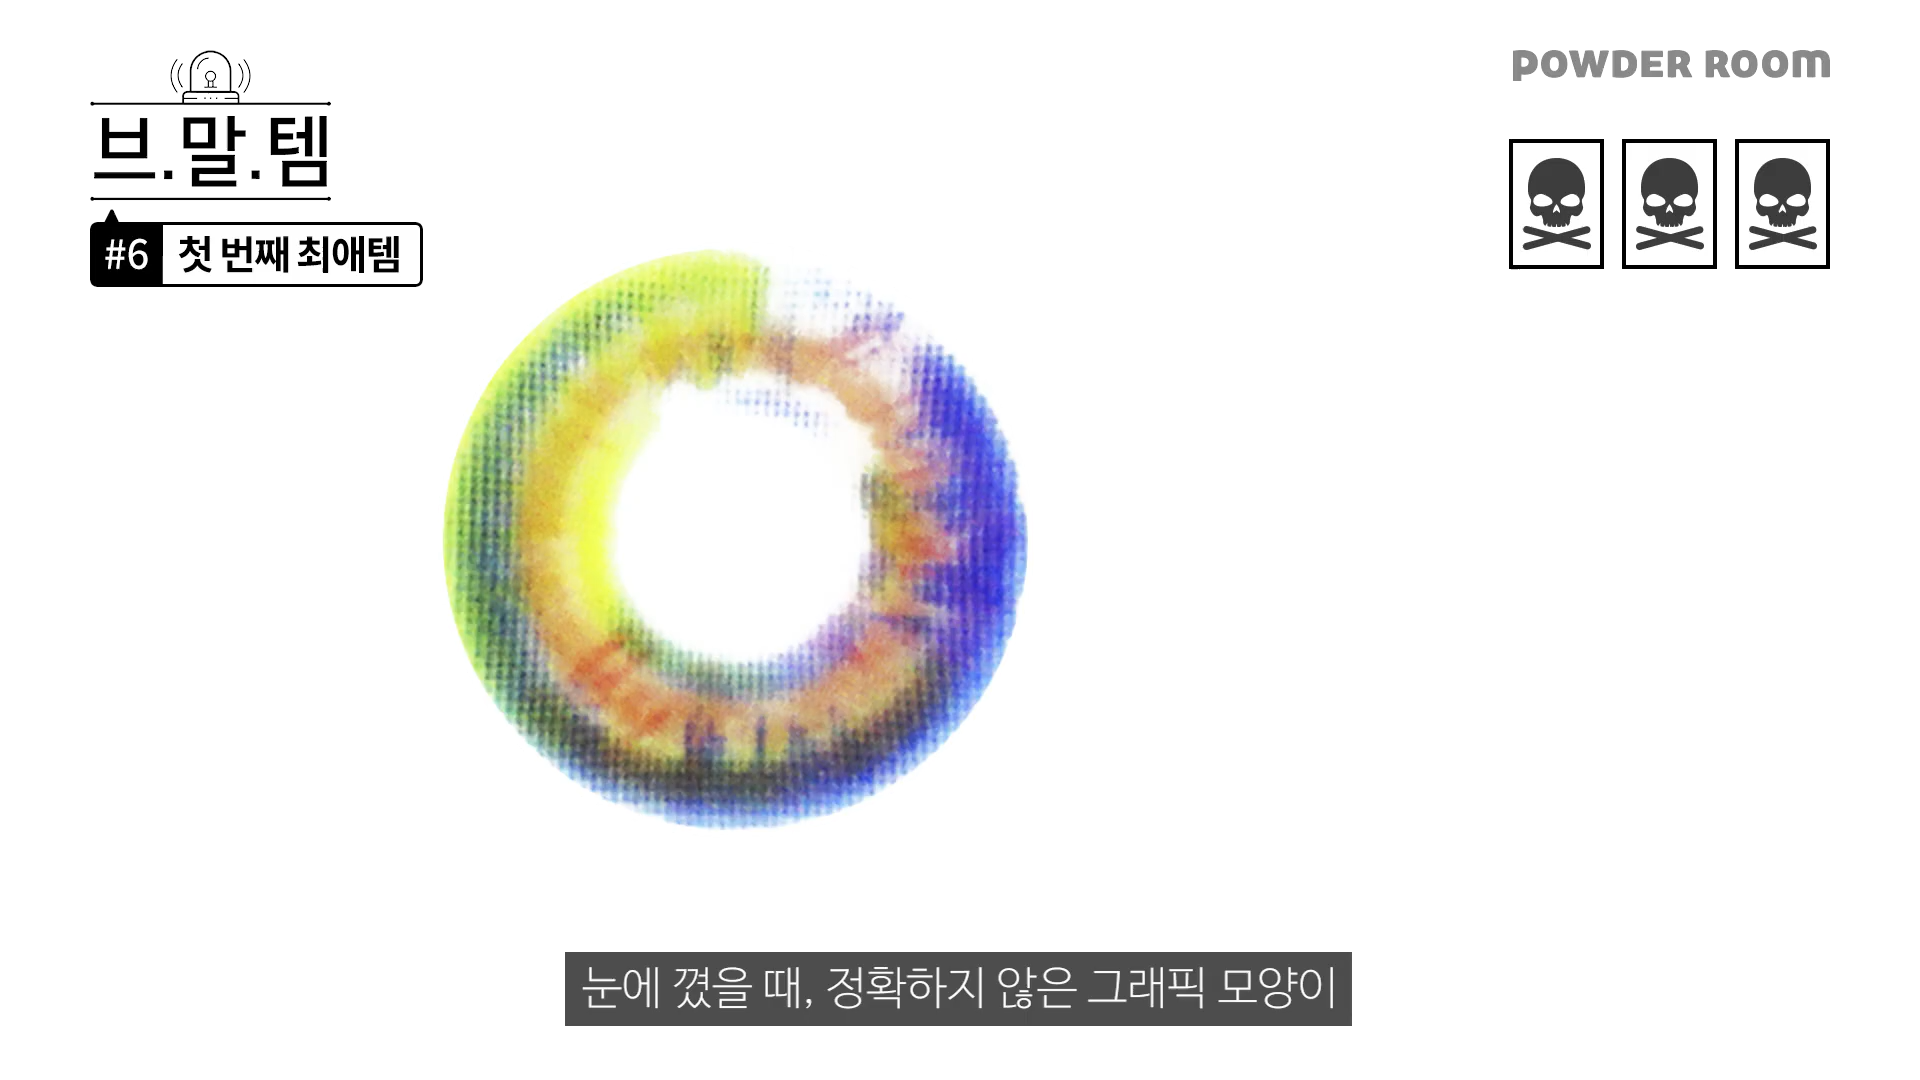 브.말.템
#6 첫 번째 최애템
POWDER ROOM
눈에 꼈을 때, 정확하지 않은 그래픽 모양이